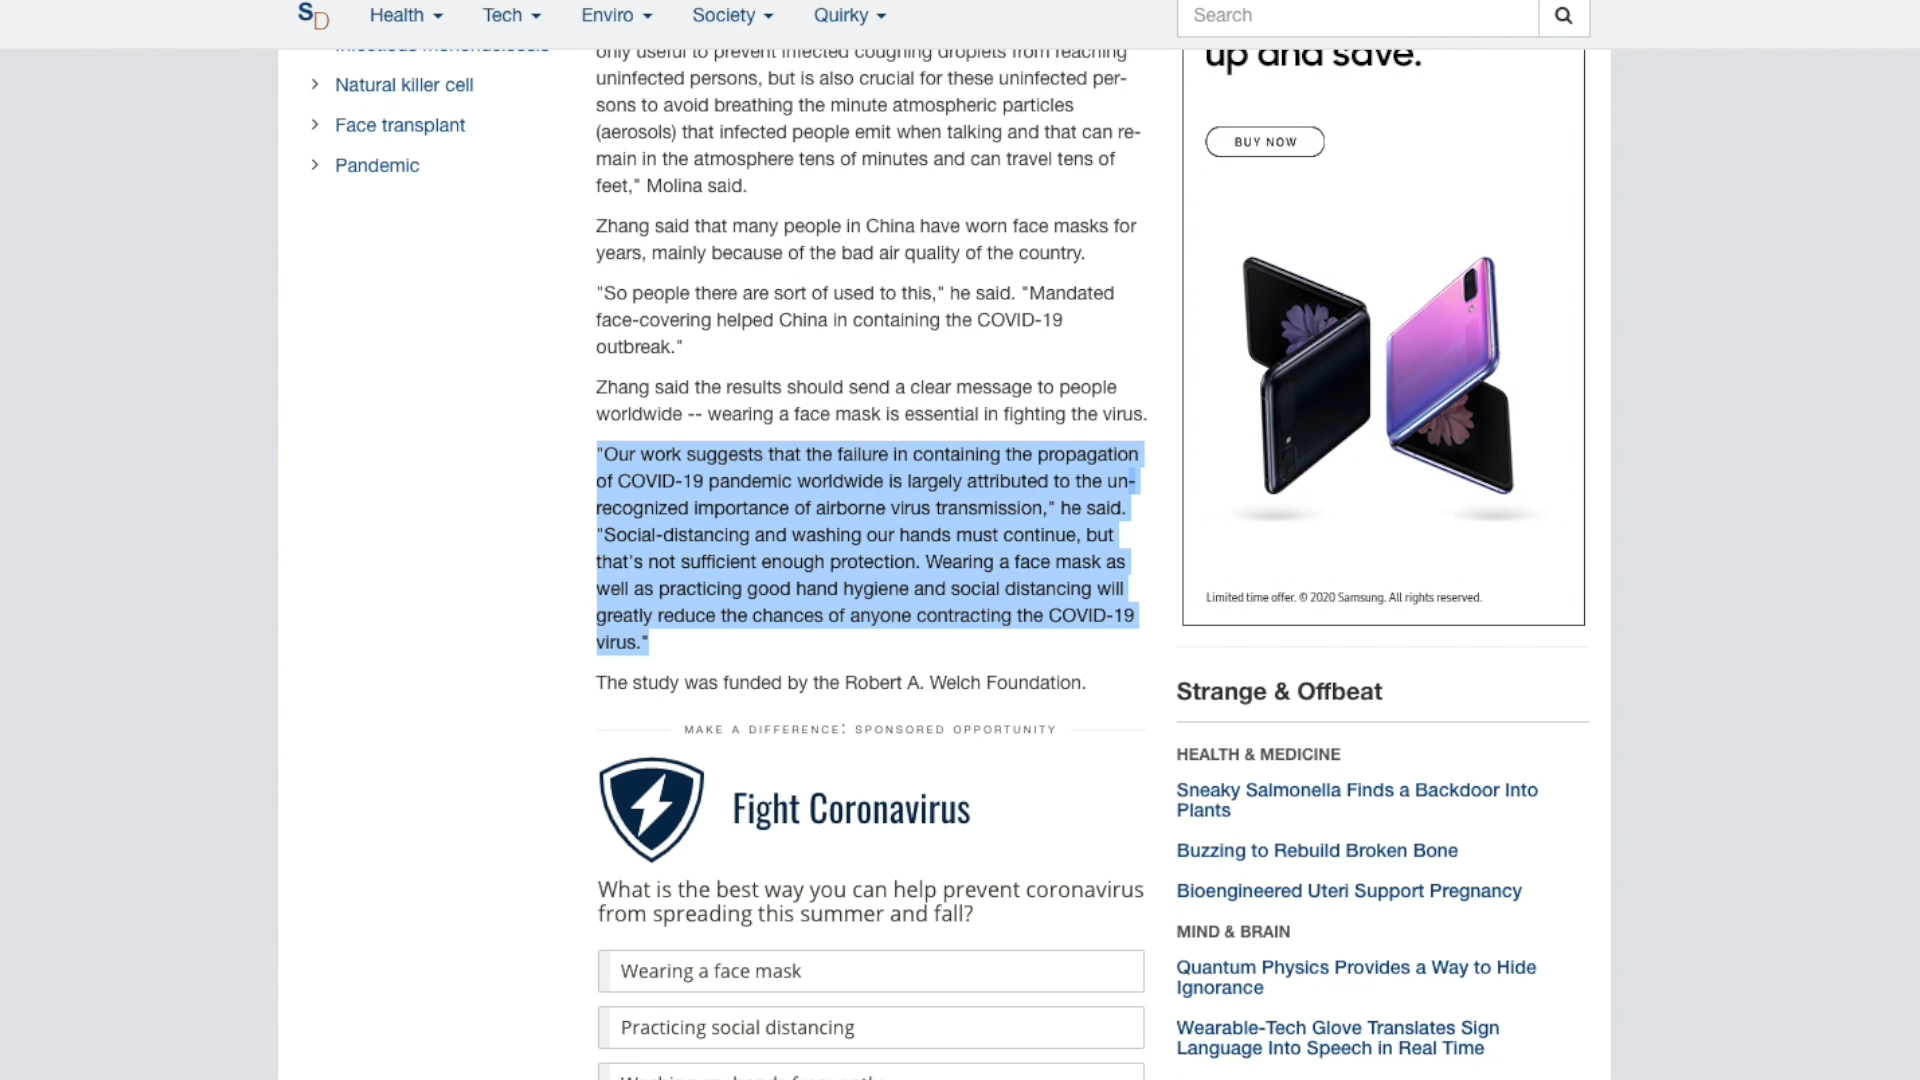 SD
Health
Tech
Enviro
Society
Quirky
Search
Natural killer cell
Face transplant
Pandemic
only useful to prevent infected coughing droplets from reaching
uninfected persons, but is also crucial for these uninfected per-
sons to avoid breathing the minute atmospheric particles
(aerosols) that infected people emit when talking and that can re-
main in the atmosphere tens of minutes and can travel tens of
feet," Molina said.
Zhang said that many people in China have worn face masks for
years, mainly because of the bad air quality of the country.
"So people there are sort of used to this," he said. "Mandated
face-covering helped China in containing the COVID-19
outbreak."
Zhang said the results should send a clear message to people
worldwide -- wearing a face mask is essential in fighting the virus.
"Our work suggests that the failure in containing the propagation
of COVID-19 pandemic worldwide is largely attributed to the un-
recognized importance of airborne virus transmission," he said.
"Social-distancing and washing our hands must continue, but
that's not sufficient enough protection. Wearing a face mask as
well as practicing good hand hygiene and social distancing will
greatly reduce the chances of anyone contracting the COVID-19
virus."
The study was funded by the Robert A. Welch Foundation.
MAKE A DIFFERENCE: SPONSORED OPPORTUNITY
Fight Coronavirus
What is the best way you can help prevent coronavirus
from spreading this summer and fall?
Wearing a face mask
Practicing social distancing
up and save.
BUY NOW
Limited time offer. © 2020 Samsung. All rights reserved.
Strange & Offbeat
HEALTH & MEDICINE
Sneaky Salmonella Finds a Backdoor Into
Plants
Buzzing to Rebuild Broken Bone
Bioengineered Uteri Support Pregnancy
MIND & BRAIN
Quantum Physics Provides a Way to Hide
Ignorance
Wearable-Tech Glove Translates Sign
Language Into Speech in Real Time